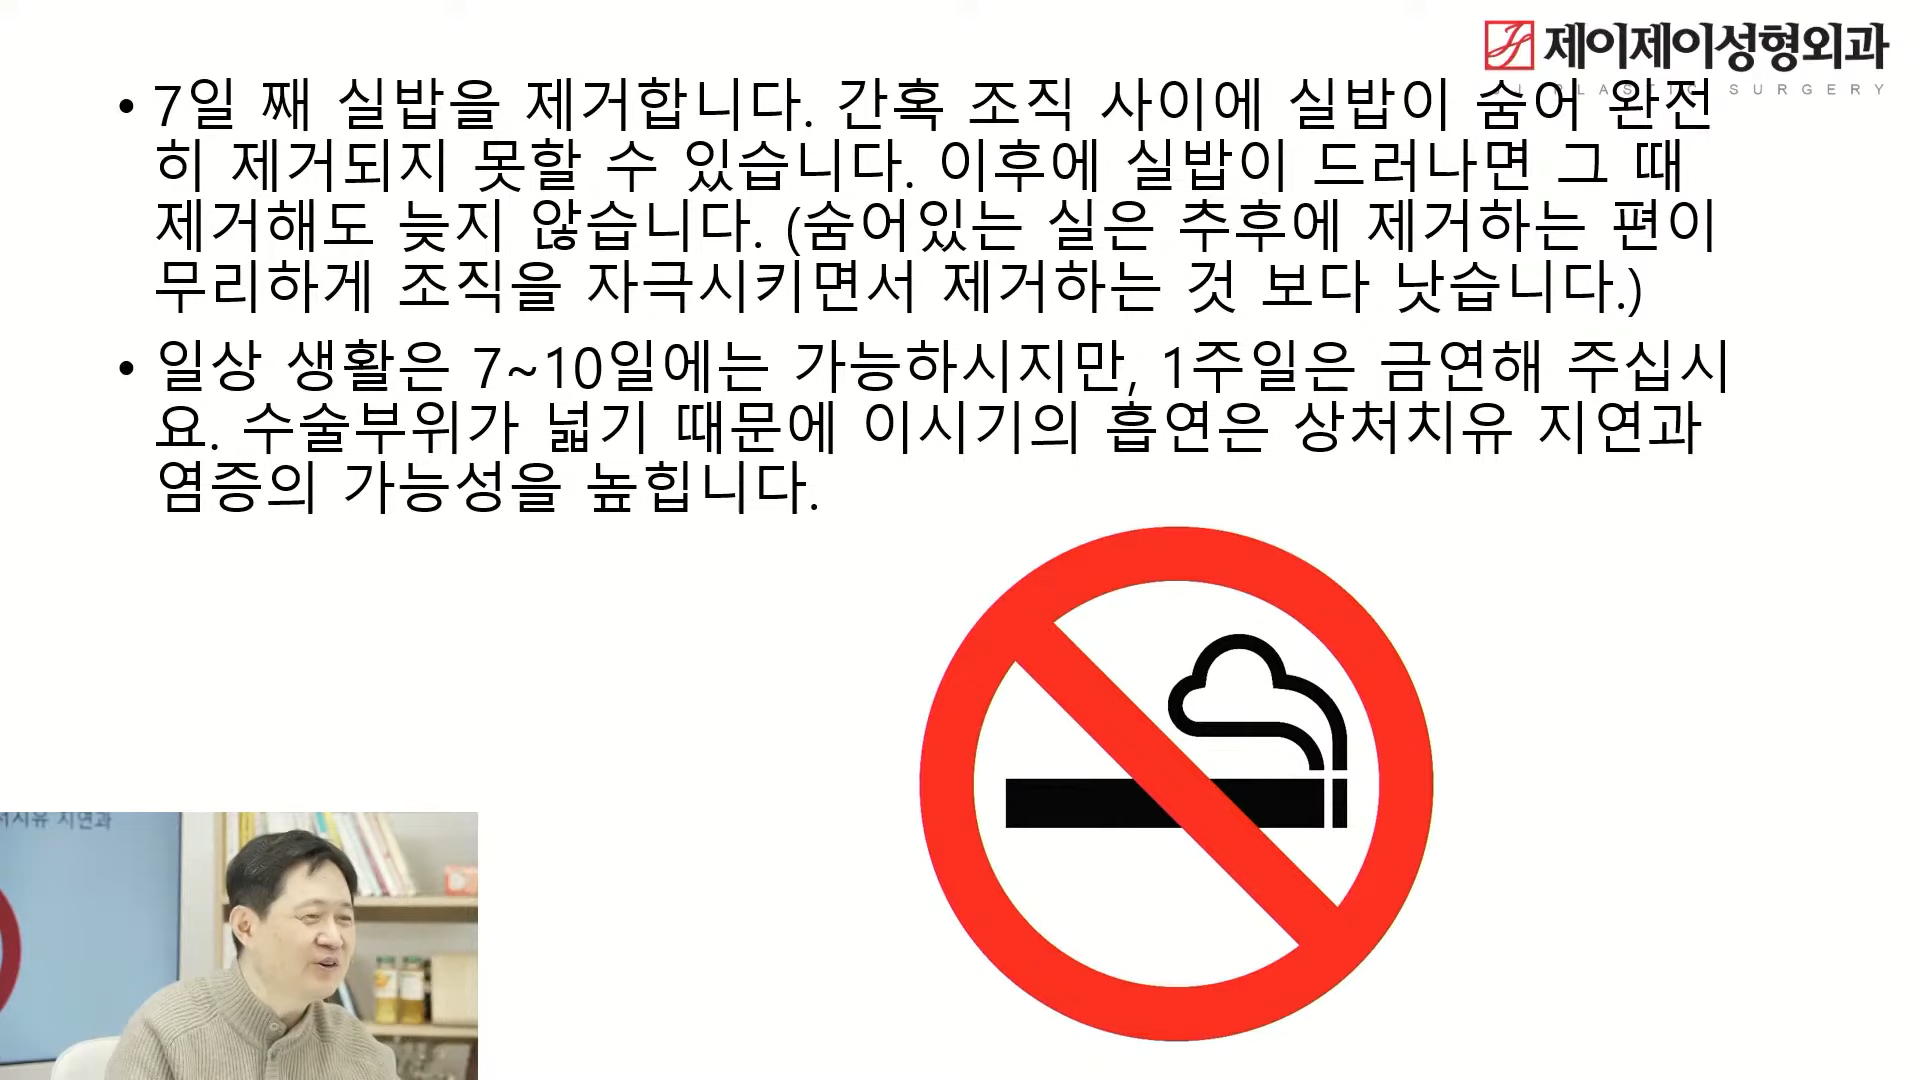 제이제이성형외과
JJ PLASTIC SURGERY
• 7일 째 실밥을 제거합니다. 간혹 조직 사이에 실밥이 숨어 완전
히 제거되지 못할 수 있습니다. 이후에 실밥이 드러나면 그 때
제거해도 늦지 않습니다. (숨어있는 실은 추후에 제거하는 편이
무리하게 조직을 자극시키면서 제거하는 것 보다 낫습니다.)
• 일상 생활은 7~10일에는 가능하시지만, 1주일은 금연해 주십시
요. 수술부위가 넓기 때문에 이시기의 흡연은 상처치유 지연과
염증의 가능성을 높힙니다.
처치유 지연과